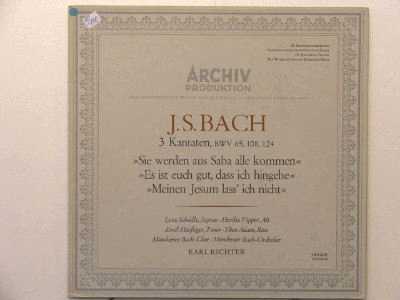 ARCHIV
PRODUKTION
J.S.BACH
3 Kantaten, BWV 65, 108, 124
»Sie werden aus Saba alle kommen«
»Es ist euch gut, dass ich hingehe«
»Meinen Jesum lass' ich nicht«
Lotte Schädle, Sopran - Hertha Töpper, Alt
Ernst Haefliger, Tenor - Theo Adam, Bass
Münchener Bach-Chor - Münchener Bach-Orchester
KARL RICHTER
STEREO